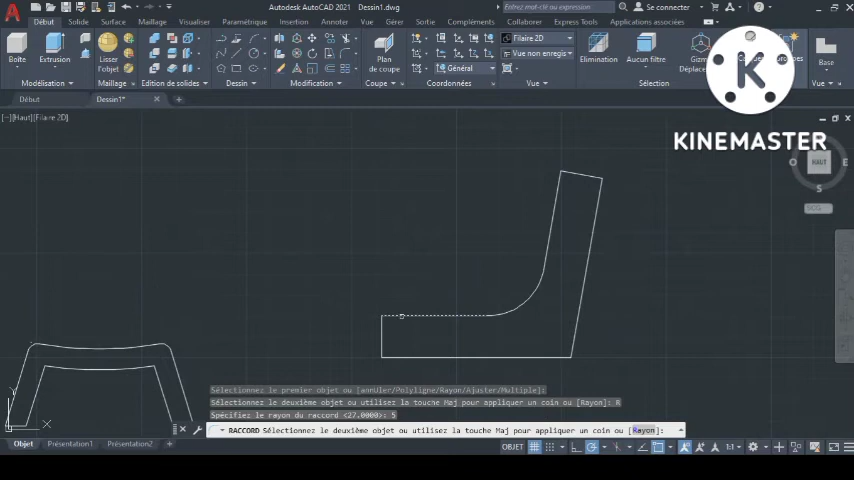 Autodesk AutoCAD 2021 Dessin1.dwg
Entrez mot-clé ou expression
Se connecter
Début Solide Surface Maillage Visualiser Paramétrique Insertion Annoter Vue Gérer Sortie Compléments Collaborer Express Tools Applications associées
Boîte Extrusion Lisser l'objet Plan de coupe Filaire 2D
Vue non enregis
Général
Elimination Aucun filtre Gizmo Déplacer Base
Modélisation Maillage Edition de solides Dessin Modification Coupe Coordonnées Vue Sélection Vue
Début Dessin1*
[−][Haut][Filaire 2D]
KINEMASTER
K
O HAUT E
S
SCG
Y
X
Sélectionnez le premier objet ou [annUler/Polyligne/Rayon/Ajuster/Multiple]:
Sélectionnez le deuxième objet ou utilisez la touche Maj pour appliquer un coin ou [Rayon]: R
Spécifiez le rayon du raccord <27.0000>: 5
RACCORD Sélectionnez le deuxième objet ou utilisez la touche Maj pour appliquer un coin ou [Rayon]:
Objet Présentation1 Présentation2 +
OBJET 1:1